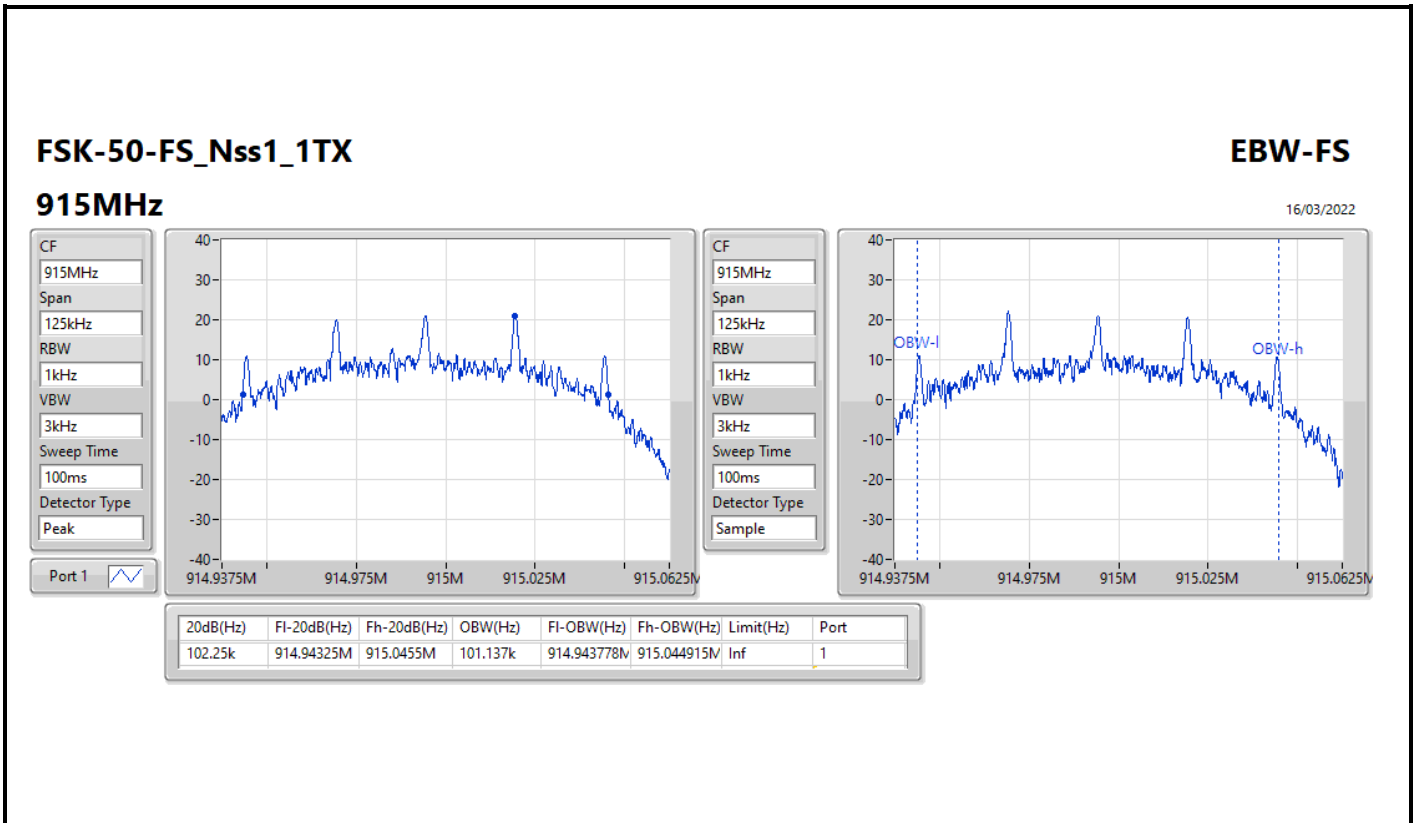 FSK-50-FS_Nss1_1TX
EBW-FS
915MHz
16/03/2022
CF
915MHz
Span
125kHz
RBW
1kHz
VBW
3kHz
Sweep Time
100ms
Detector Type
Peak
Port 1
40
30
20
10
0
-10
-20
-30
-40
914.9375M 914.975M 915M 915.025M 915.0625M
CF
915MHz
Span
125kHz
RBW
1kHz
VBW
3kHz
Sweep Time
100ms
Detector Type
Sample
40
30
20
10
0
-10
-20
-30
-40
OBW-l
OBW-h
914.9375M 914.975M 915M 915.025M 915.0625M
20dB(Hz) Fl-20dB(Hz) Fh-20dB(Hz) OBW(Hz) Fl-OBW(Hz) Fh-OBW(Hz) Limit(Hz) Port
102.25k 914.94325M 915.0455M 101.137k 914.943778M 915.044915M Inf 1